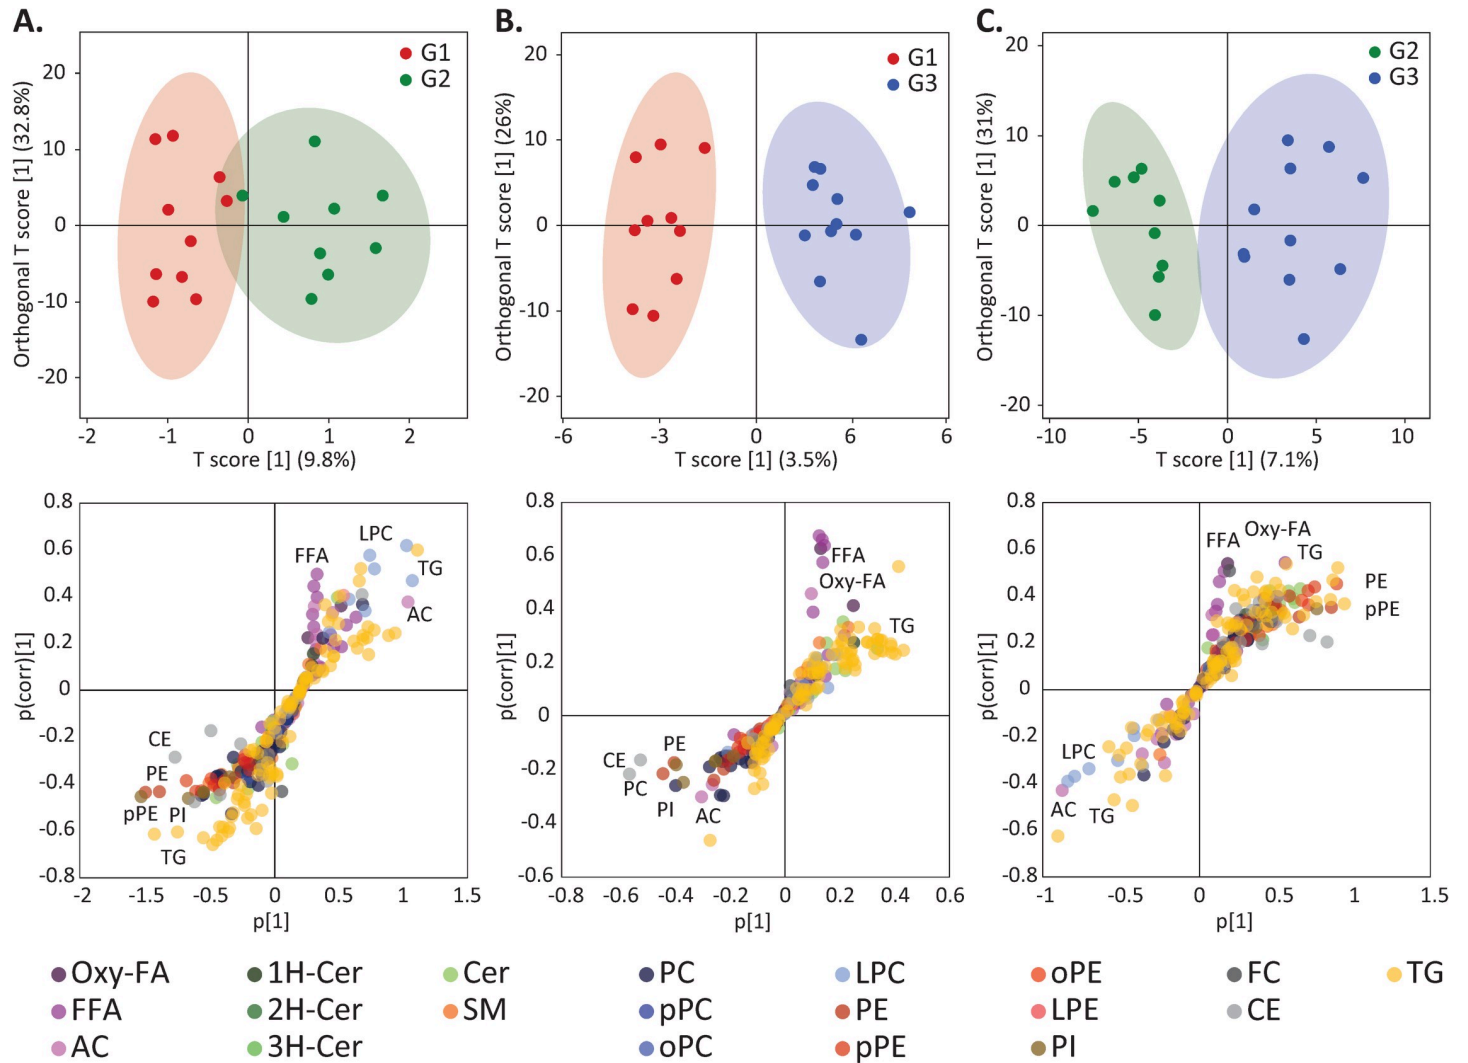 A.
B.
C.
G1
G2
G1
G3
G2
G3
Orthogonal T score [1] (32.8%)
20
10
0
-10
-20
-2
-1
0
1
2
T score [1] (9.8%)
Orthogonal T score [1] (26%)
20
10
0
-10
-20
-6
-3
0
6
6
T score [1] (3.5%)
Orthogonal T score [1] (31%)
20
10
0
-10
-20
-10
-5
0
5
10
T score [1] (7.1%)
p(corr)[1]
0.8
0.6
0.4
0.2
0
-0.2
-0.4
-0.6
-0.8
-2
-1.5
-1
-0.5
0
0.5
1
1.5
p[1]
LPC
FFA
TG
AC
CE
PE
pPE
PI
TG
p(corr)[1]
0.8
0.6
0.4
0.2
0
-0.2
-0.4
-0.6
-0.8
-0.6
-0.4
-0.2
0
0.2
0.4
0.6
p[1]
FFA
Oxy-FA
TG
PE
CE
PC
PI
AC
p(corr)[1]
0.8
0.6
0.4
0.2
0
-0.2
-0.4
-0.6
-0.8
-1
-0.5
0
0.5
1
1.5
p[1]
Oxy-FA
FFA
TG
PE
pPE
LPC
AC
TG
Oxy-FA 1H-Cer Cer PC LPC oPE FC TG
FFA 2H-Cer SM pPC PE LPE CE
AC 3H-Cer oPC pPE PI